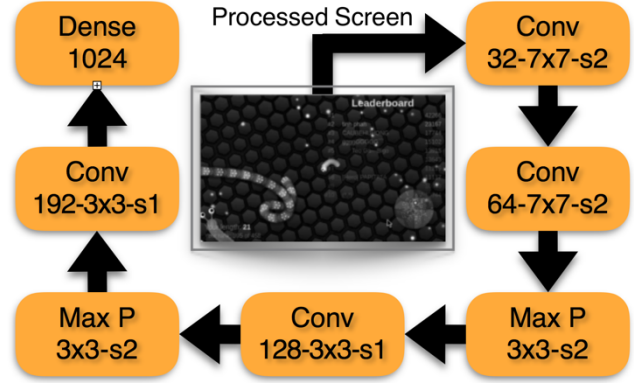 Processed Screen
Conv
32-7x7-s2
Conv
64-7x7-s2
Max P
3x3-s2
Conv
128-3x3-s1
Max P
3x3-s2
Conv
192-3x3-s1
Dense
1024
Leaderboard
21